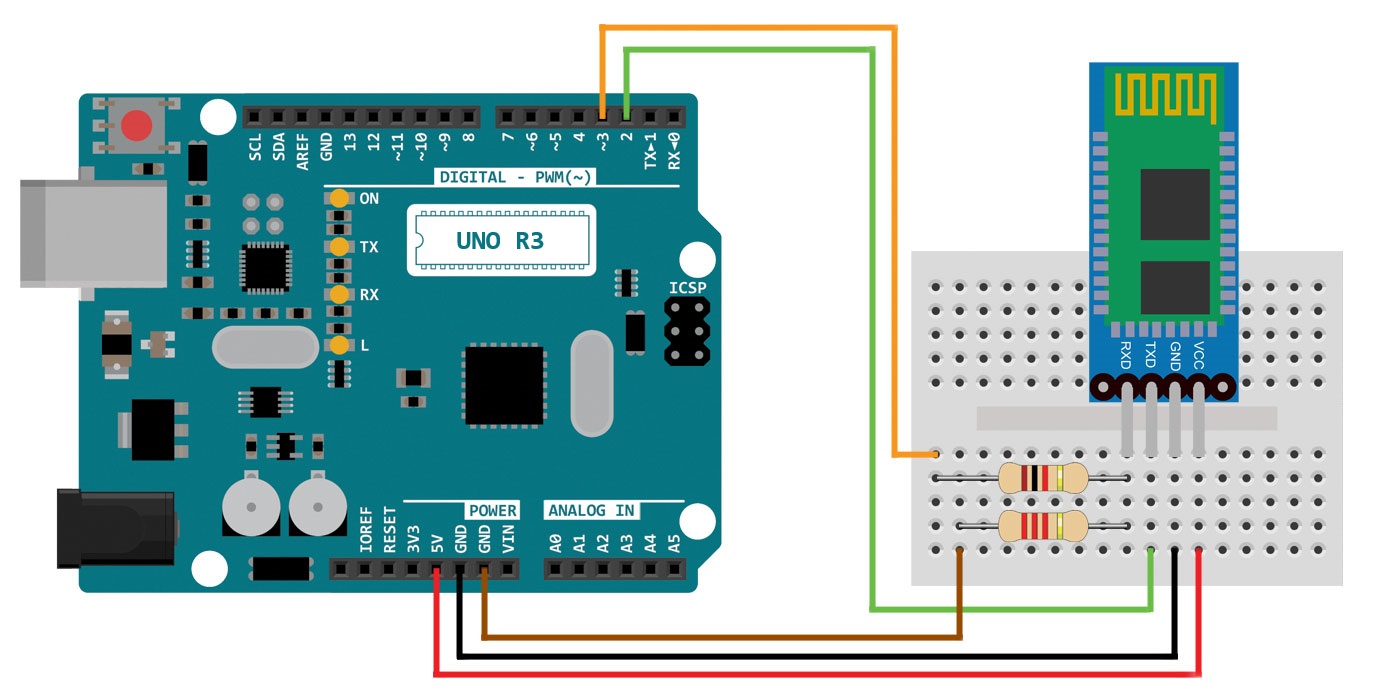 SCL SDA AREF GND 13 12 ~11 ~10 ~9 8 7 ~6 ~5 4 ~3 2 TX▶1 RX◀0
DIGITAL - PWM(~)
ON
TX
RX
L
UNO R3
ICSP
RXD TXD GND VCC
POWER
ANALOG IN
IOREF RESET 3V3 5V GND GND VIN A0 A1 A2 A3 A4 A5